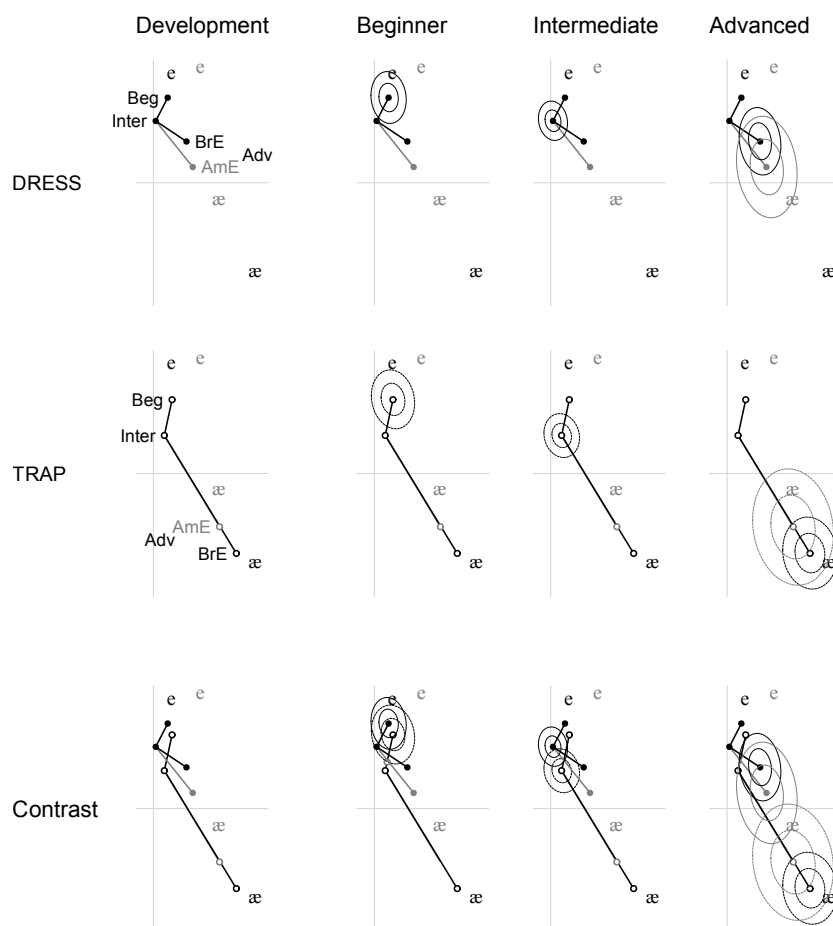 Development Beginner Intermediate Advanced
e e e e e
Beg
Inter
BrE
Adv
AmE
DRESS
æ æ æ æ
æ æ æ æ
e e e e e
Beg
Inter
TRAP
æ æ
AmE
Adv
BrE
æ æ
e e e e e
Contrast
æ æ
æ æ